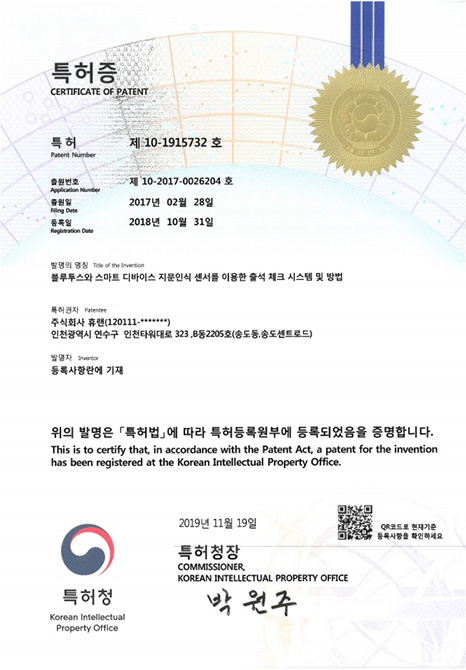 특허증
CERTIFICATE OF PATENT
특허 제 10-1915732 호
Patent Number
출원번호 제 10-2017-0026204 호
Application Number
출원일 2017년 02월 28일
Filing Date
등록일 2018년 10월 31일
Registration Date
발명의 명칭 Title of the Invention
블루투스와 스마트 디바이스 지문인식 센서를 이용한 출석 체크 시스템 및 방법
특허권자 Patentee
주식회사 휴랜(120111-*******)
인천광역시 연수구 인천타워대로 323 ,B동2205호(송도동,송도센트로드)
발명자 Inventor
등록사항란에 기재
위의 발명은 「특허법」에 따라 특허등록원부에 등록되었음을 증명합니다.
This is to certify that, in accordance with the Patent Act, a patent for the invention
has been registered at the Korean Intellectual Property Office.
2019년 11월 19일
QR코드로 현재기준
등록사항을 확인하세요
특허청장
COMMISSIONER,
KOREAN INTELLECTUAL PROPERTY OFFICE
박원주
특허청
Korean Intellectual
Property Office